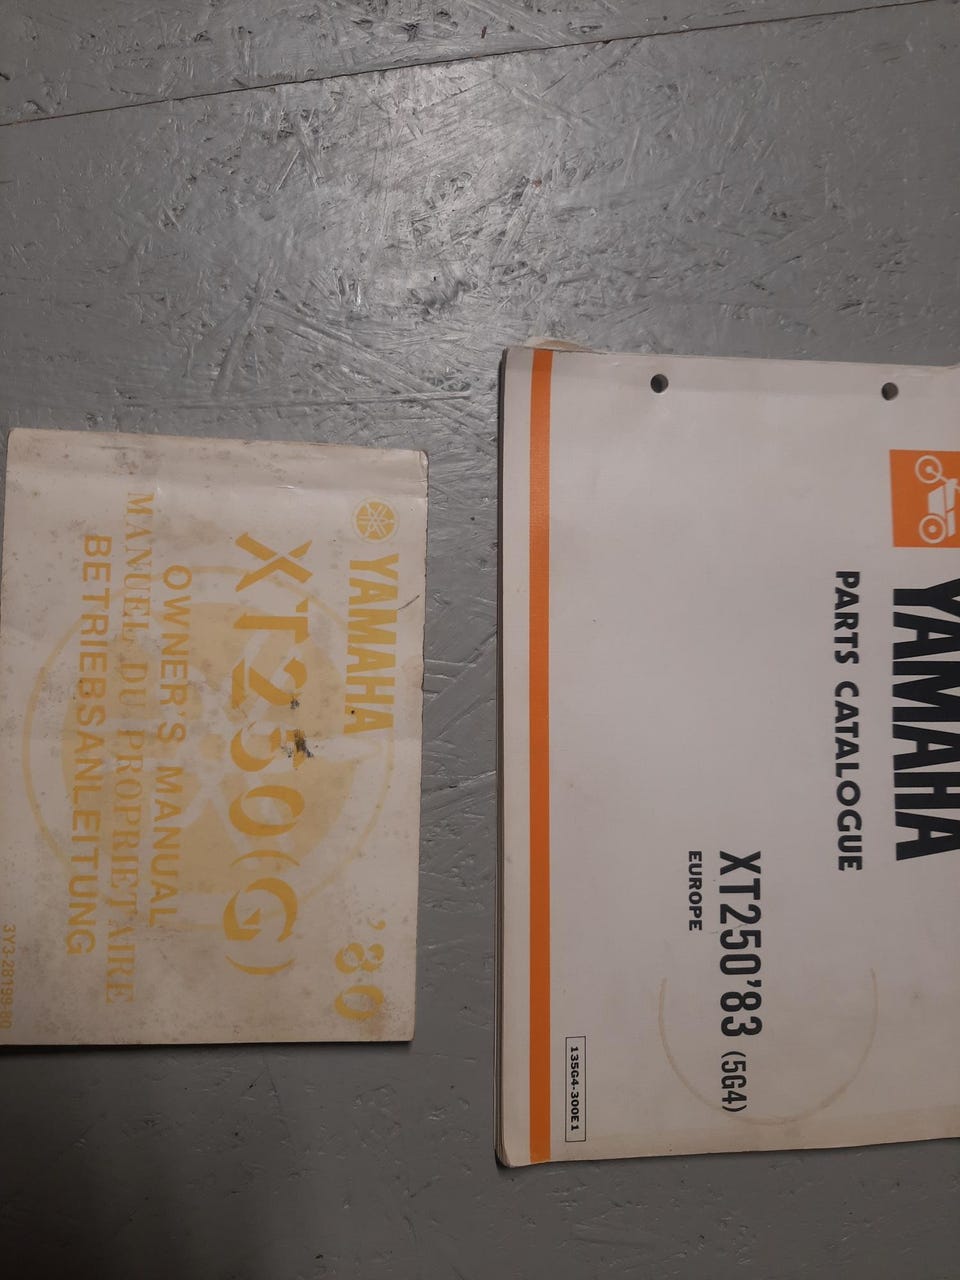 YAMAHA
'80
XT250(G)
OWNER'S MANUAL
MANUEL DU PROPRIETAIRE
BETRIEBSANLEITUNG
3Y3-28199-80
YAMAHA
PARTS CATALOGUE
XT250'83 (5G4)
EUROPE
135G4-300E1